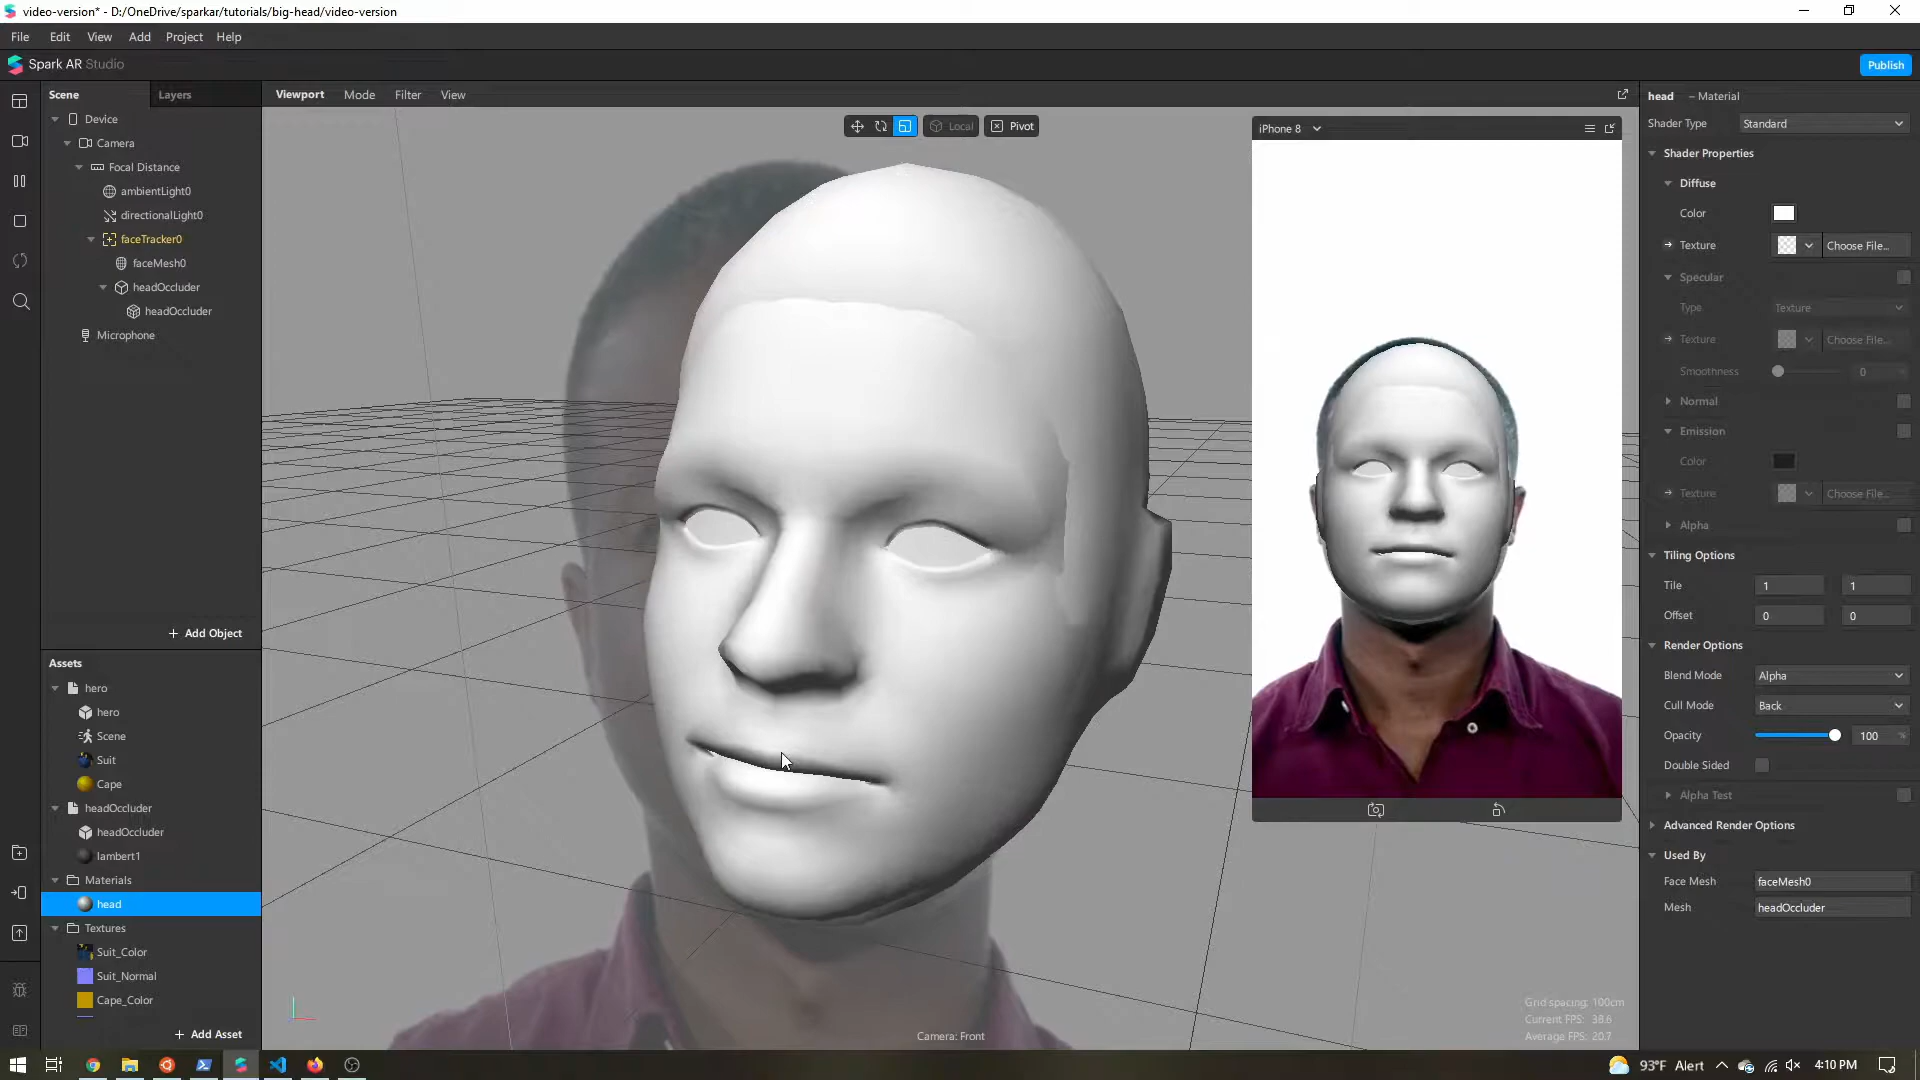 video-version* - D:/OneDrive/sparkar/tutorials/big-head/video-version
File Edit View Add Project Help
Spark AR Studio
Publish
Scene Layers
Device
Camera
Focal Distance
ambientLight0
directionalLight0
faceTracker0
faceMesh0
headOccluder
headOccluder
Microphone
+ Add Object
Assets
hero
hero
Scene
Suit
Cape
headOccluder
headOccluder
lambert1
Materials
head
Textures
Suit_Color
Suit_Normal
Cape_Color
+ Add Asset
Viewport Mode Filter View
Local Pivot
iPhone 8
Camera: Front
Grid spacing: 100cm
Current FPS: 38.6
Average FPS: 20.7
head – Material
Shader Type Standard
Shader Properties
Diffuse
Color
Texture Choose File...
Specular
Type Texture
Texture Choose File...
Smoothness 0
Normal
Emission
Color
Texture Choose File...
Alpha
Tiling Options
Tile 1 1
Offset 0 0
Render Options
Blend Mode Alpha
Cull Mode Back
Opacity 100 %
Double Sided
Alpha Test
Advanced Render Options
Used By
Face Mesh faceMesh0
Mesh headOccluder
93°F Alert 4:10 PM